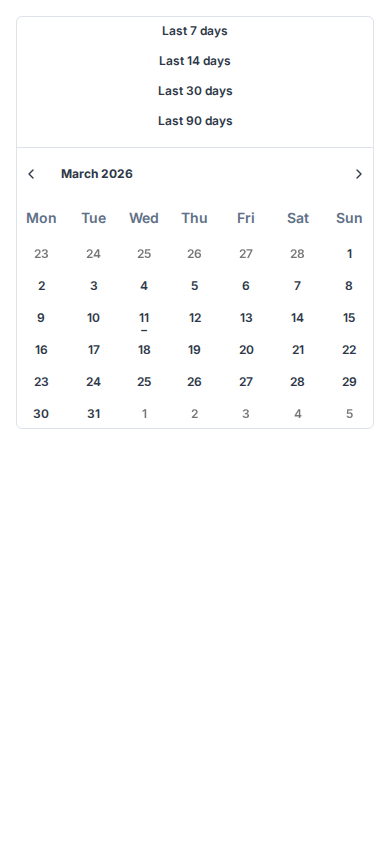 Last 7 days
Last 14 days
Last 30 days
Last 90 days
March 2026
Mon Tue Wed Thu Fri Sat Sun
23 24 25 26 27 28 1
2 3 4 5 6 7 8
9 10 11 12 13 14 15
16 17 18 19 20 21 22
23 24 25 26 27 28 29
30 31 1 2 3 4 5